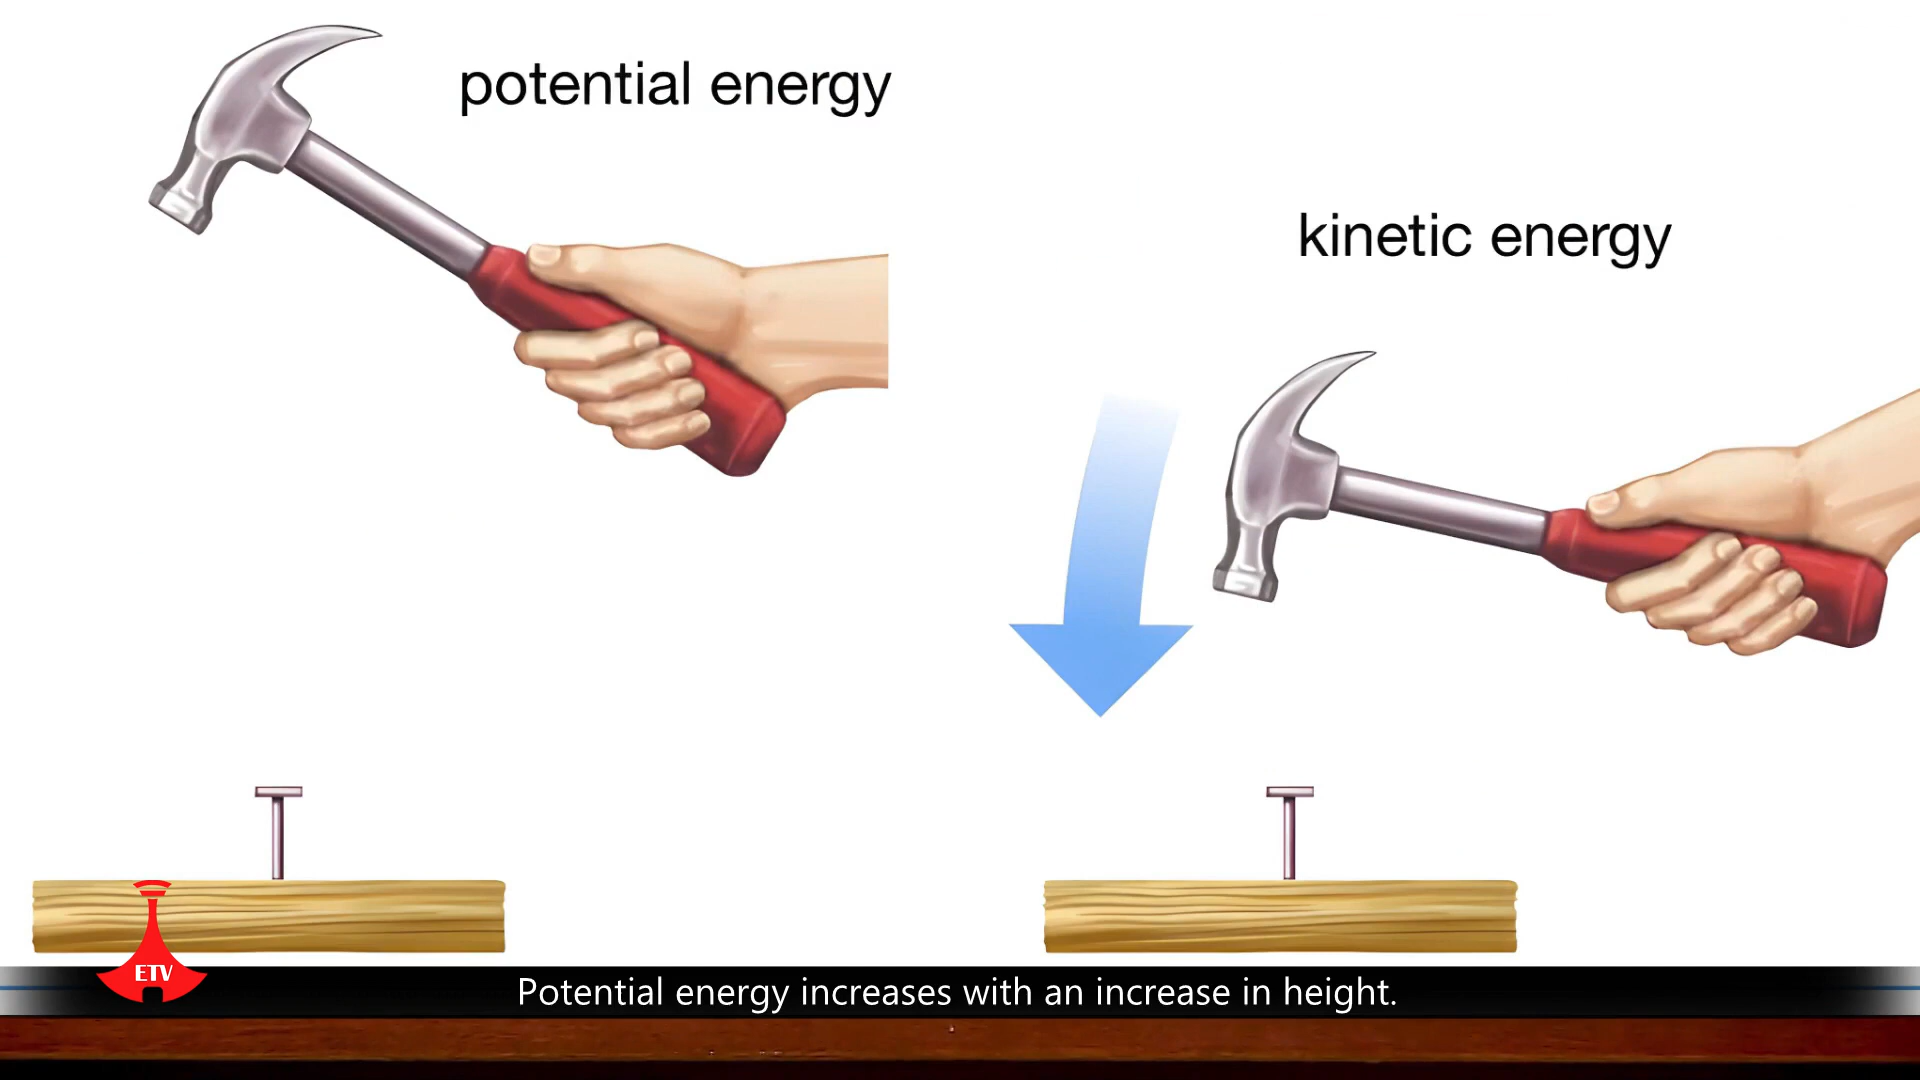 potential energy
kinetic energy
ETV
Potential energy increases with an increase in height.